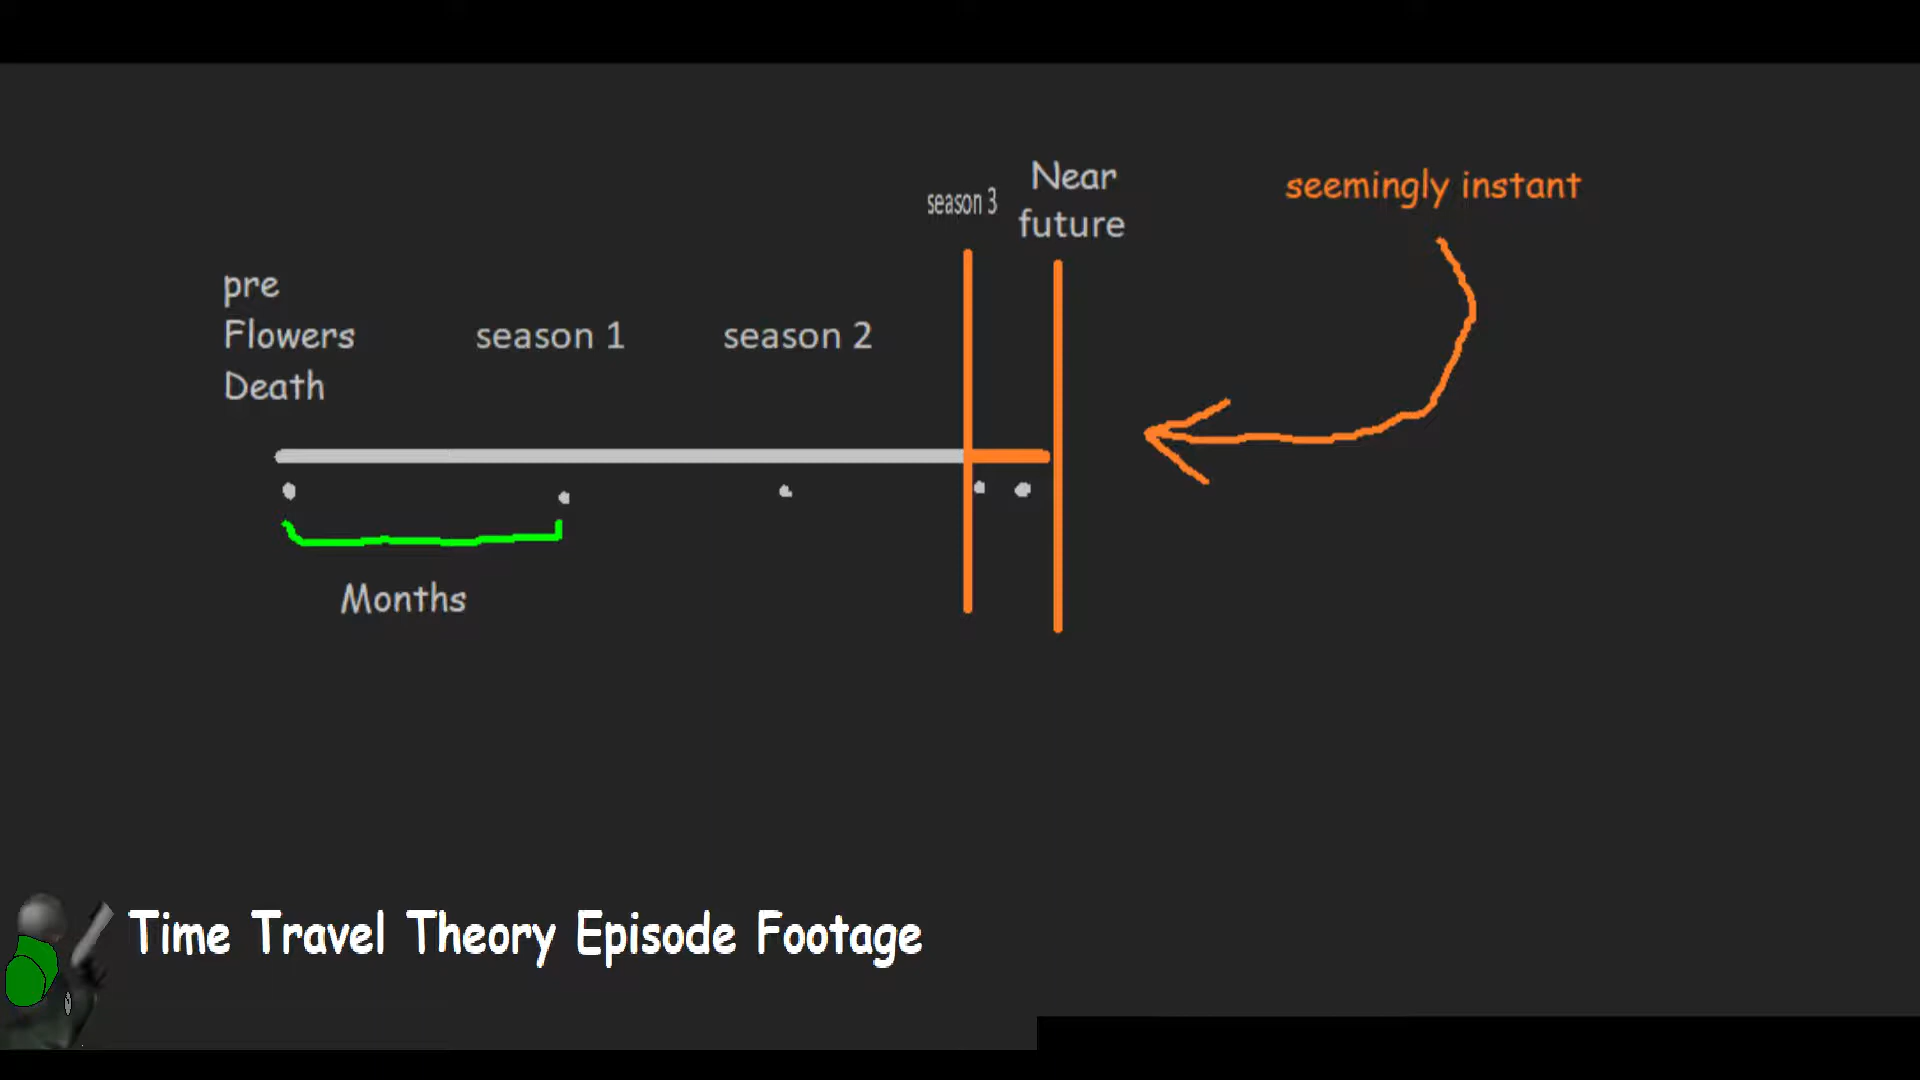 season 3
Near
future
seemingly instant
pre
Flowers
Death
season 1
season 2
Months
Time Travel Theory Episode Footage